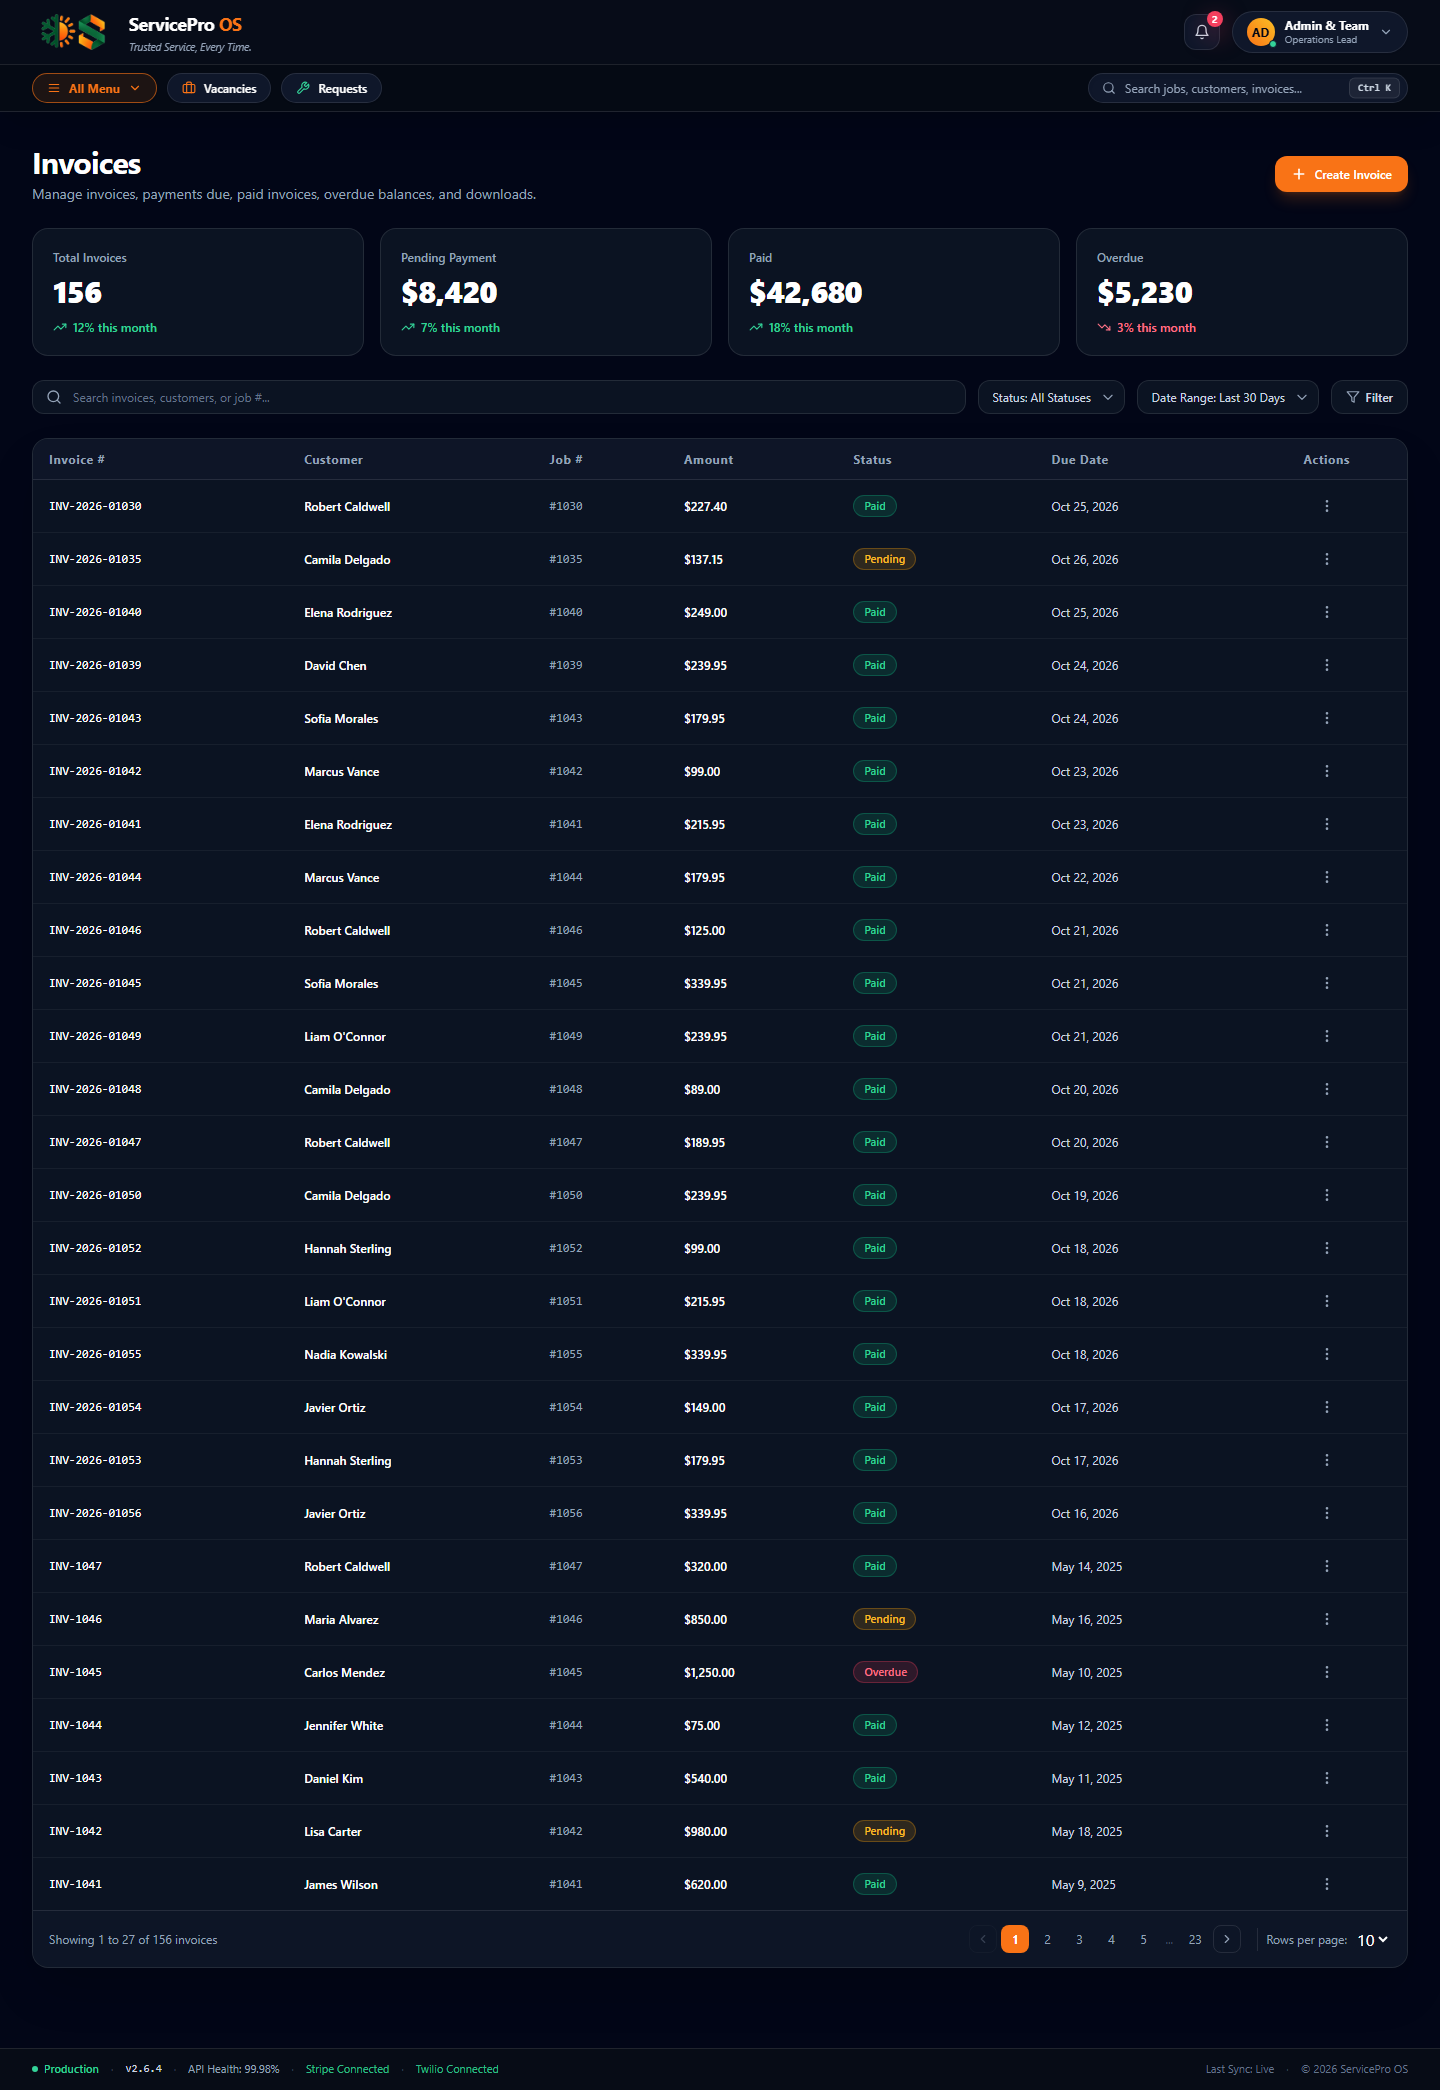 ServicePro OS
Trusted Service, Every Time.
2
AD
Admin & Team
Operations Lead
All Menu
Vacancies
Requests
Search jobs, customers, invoices...
Ctrl K
Invoices
Manage invoices, payments due, paid invoices, overdue balances, and downloads.
Create Invoice
Total Invoices
156
12% this month
Pending Payment
$8,420
7% this month
Paid
$42,680
18% this month
Overdue
$5,230
3% this month
Search invoices, customers, or job #...
Status: All Statuses
Date Range: Last 30 Days
Filter
Invoice # Customer Job # Amount Status Due Date Actions
INV-2026-01030 Robert Caldwell #1030 $227.40 Paid Oct 25, 2026
INV-2026-01035 Camila Delgado #1035 $137.15 Pending Oct 26, 2026
INV-2026-01040 Elena Rodriguez #1040 $249.00 Paid Oct 25, 2026
INV-2026-01039 David Chen #1039 $239.95 Paid Oct 24, 2026
INV-2026-01043 Sofia Morales #1043 $179.95 Paid Oct 24, 2026
INV-2026-01042 Marcus Vance #1042 $99.00 Paid Oct 23, 2026
INV-2026-01041 Elena Rodriguez #1041 $215.95 Paid Oct 23, 2026
INV-2026-01044 Marcus Vance #1044 $179.95 Paid Oct 22, 2026
INV-2026-01046 Robert Caldwell #1046 $125.00 Paid Oct 21, 2026
INV-2026-01045 Sofia Morales #1045 $339.95 Paid Oct 21, 2026
INV-2026-01049 Liam O'Connor #1049 $239.95 Paid Oct 21, 2026
INV-2026-01048 Camila Delgado #1048 $89.00 Paid Oct 20, 2026
INV-2026-01047 Robert Caldwell #1047 $189.95 Paid Oct 20, 2026
INV-2026-01050 Camila Delgado #1050 $239.95 Paid Oct 19, 2026
INV-2026-01052 Hannah Sterling #1052 $99.00 Paid Oct 18, 2026
INV-2026-01051 Liam O'Connor #1051 $215.95 Paid Oct 18, 2026
INV-2026-01055 Nadia Kowalski #1055 $339.95 Paid Oct 18, 2026
INV-2026-01054 Javier Ortiz #1054 $149.00 Paid Oct 17, 2026
INV-2026-01053 Hannah Sterling #1053 $179.95 Paid Oct 17, 2026
INV-2026-01056 Javier Ortiz #1056 $339.95 Paid Oct 16, 2026
INV-1047 Robert Caldwell #1047 $320.00 Paid May 14, 2025
INV-1046 Maria Alvarez #1046 $850.00 Pending May 16, 2025
INV-1045 Carlos Mendez #1045 $1,250.00 Overdue May 10, 2025
INV-1044 Jennifer White #1044 $75.00 Paid May 12, 2025
INV-1043 Daniel Kim #1043 $540.00 Paid May 11, 2025
INV-1042 Lisa Carter #1042 $980.00 Pending May 18, 2025
INV-1041 James Wilson #1041 $620.00 Paid May 9, 2025
Showing 1 to 27 of 156 invoices
1 2 3 4 5 ... 23
Rows per page: 10
Production · v2.6.4 · API Health: 99.98% · Stripe Connected · Twilio Connected
Last Sync: Live · © 2026 ServicePro OS